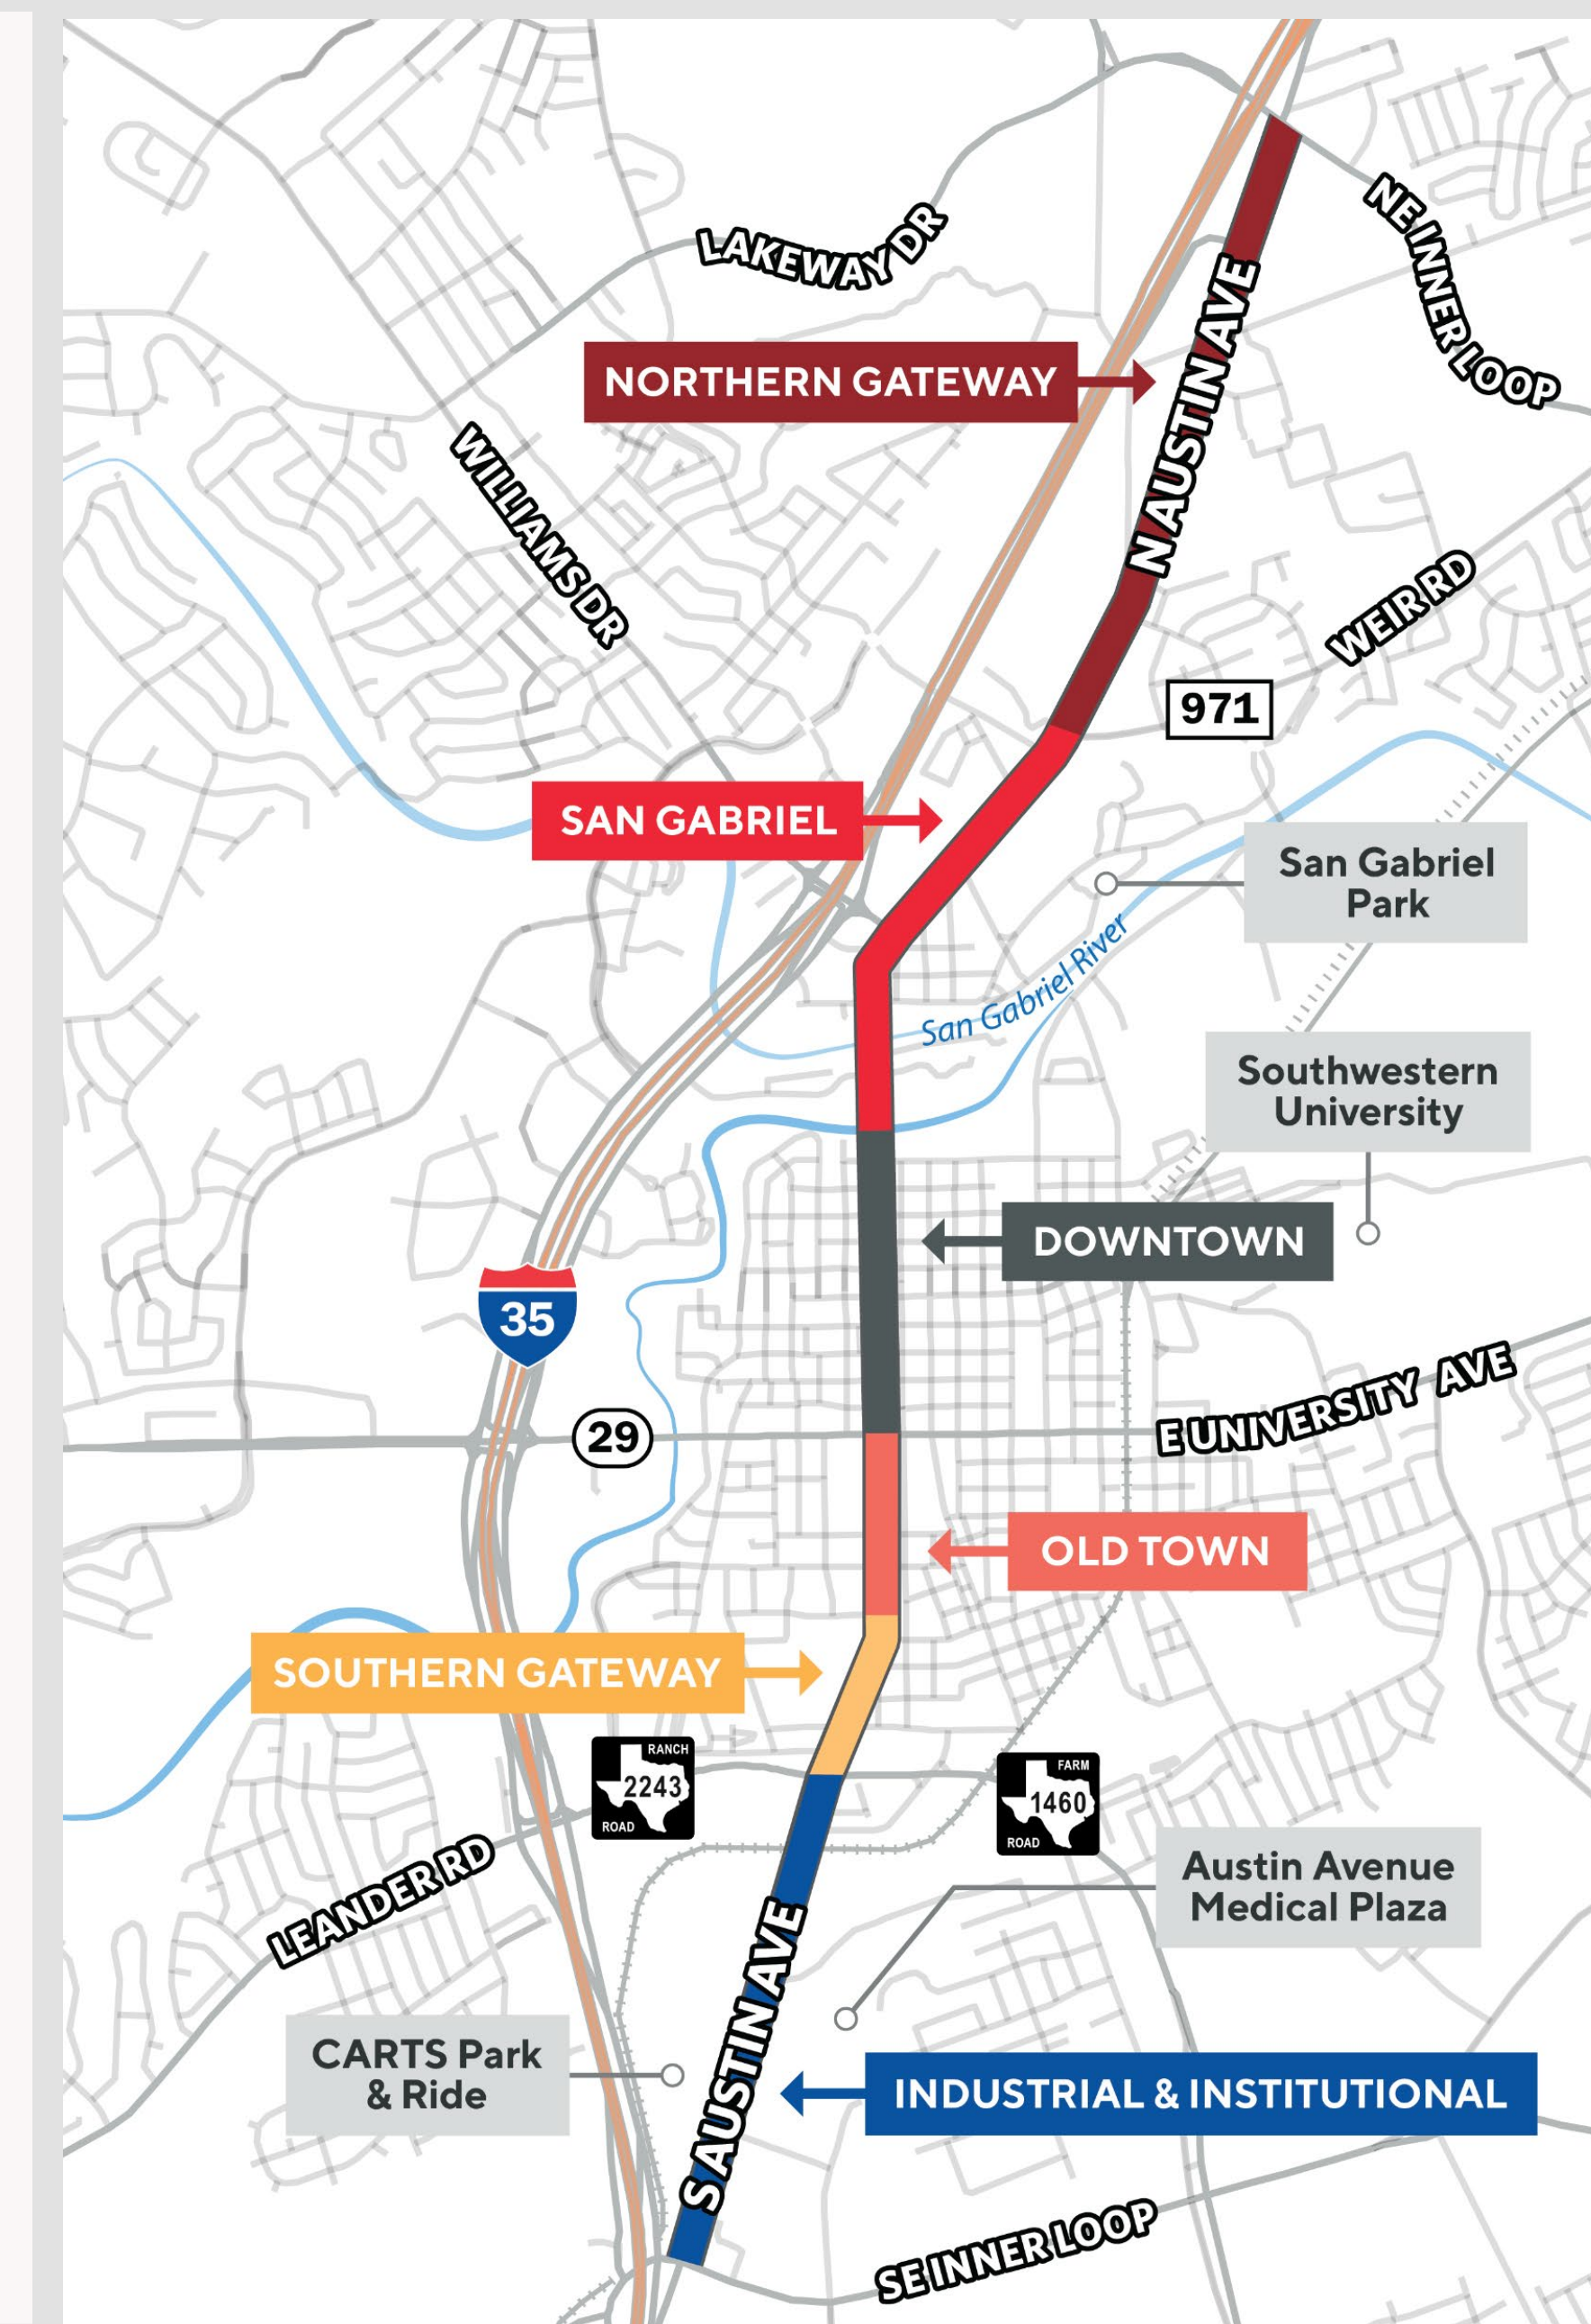 LAKEWAY DR
NE INNER LOOP
NORTHERN GATEWAY
N AUSTIN AVE
WILLIAMS DR
WEIR RD
971
SAN GABRIEL
San Gabriel
Park
San Gabriel River
Southwestern
University
DOWNTOWN
35
E UNIVERSITY AVE
29
OLD TOWN
SOUTHERN GATEWAY
RANCH
2243
ROAD
FARM
1460
ROAD
LEANDER RD
Austin Avenue
Medical Plaza
S AUSTIN AVE
CARTS Park
& Ride
INDUSTRIAL & INSTITUTIONAL
SE INNER LOOP